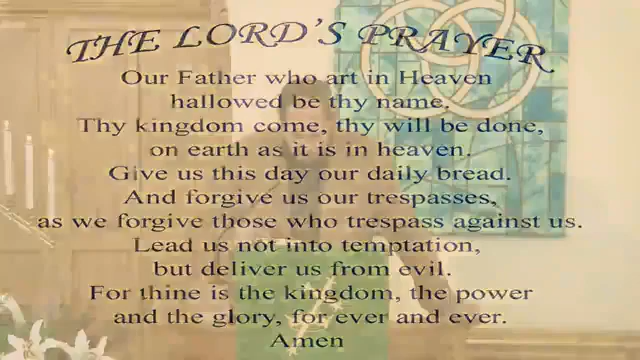 THE LORD'S PRAYER
Our Father who art in Heaven
hallowed be thy name.
Thy kingdom come, thy will be done,
on earth as it is in heaven.
Give us this day our daily bread.
And forgive us our trespasses,
as we forgive those who trespass against us.
Lead us not into temptation,
but deliver us from evil.
For thine is the kingdom, the power
and the glory, for ever and ever.
Amen